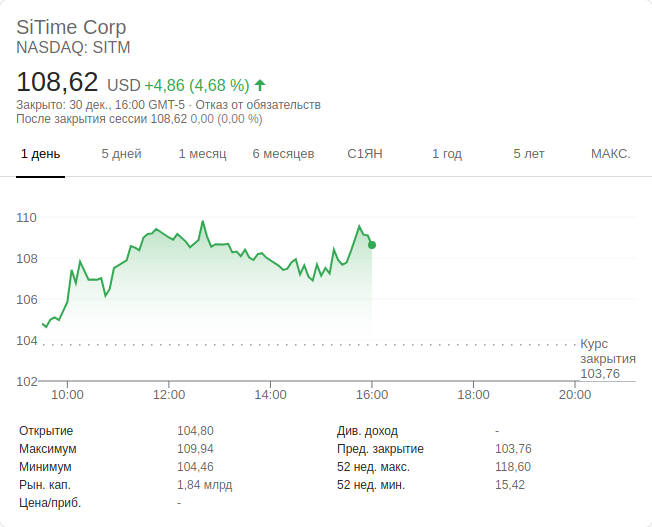 SiTime Corp
NASDAQ: SITM
108,62 USD +4,86 (4,68 %)
Закрыто: 30 дек., 16:00 GMT-5 · Отказ от обязательств
После закрытия сессии 108,62 0,00 (0,00 %)
1 день 5 дней 1 месяц 6 месяцев С1ЯН 1 год 5 лет МАКС.
110
108
106
104
102
Курс
закрытия
103,76
10:00 12:00 14:00 16:00 18:00 20:00
Открытие 104,80 Див. доход -
Максимум 109,94 Пред. закрытие 103,76
Минимум 104,46 52 нед. макс. 118,60
Рын. кап. 1,84 млрд 52 нед. мин. 15,42
Цена/приб. -